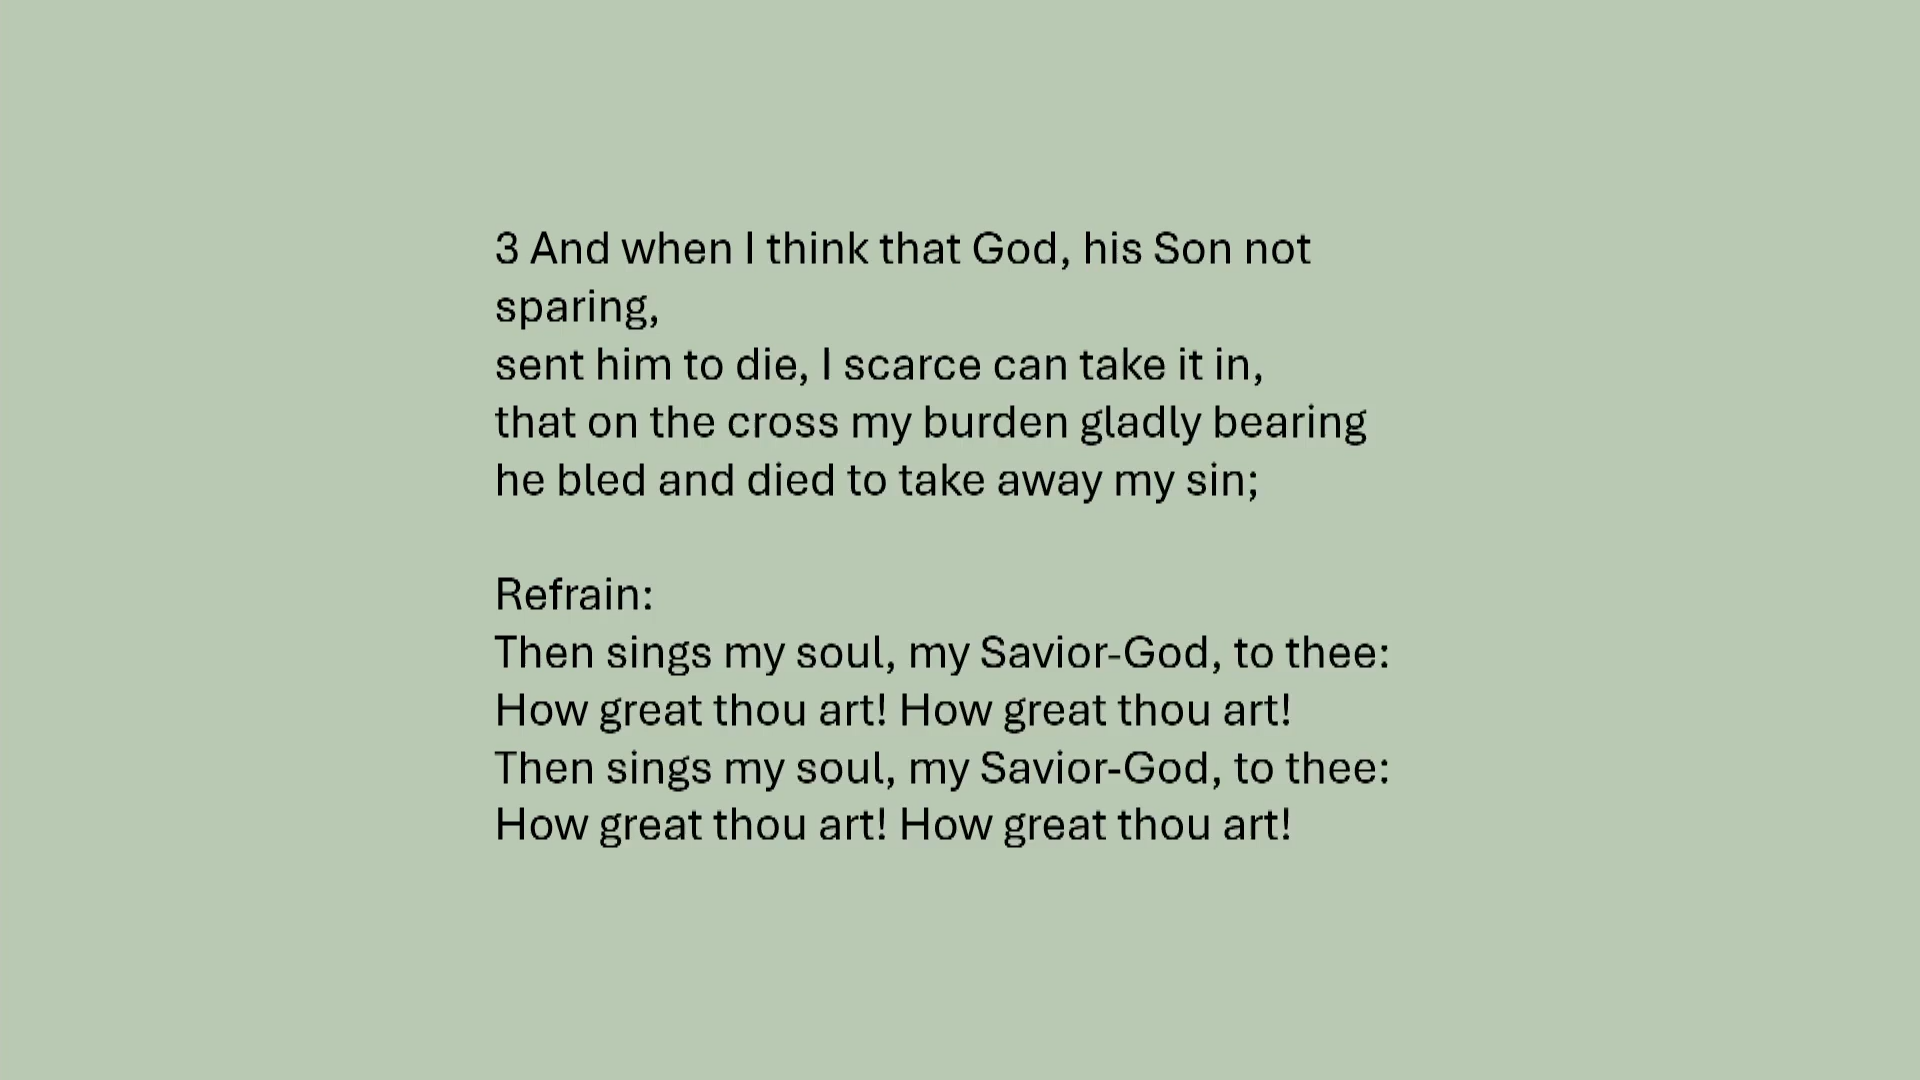 3 And when I think that God, his Son not
sparing,
sent him to die, I scarce can take it in,
that on the cross my burden gladly bearing
he bled and died to take away my sin;

Refrain:
Then sings my soul, my Savior-God, to thee:
How great thou art! How great thou art!
Then sings my soul, my Savior-God, to thee:
How great thou art! How great thou art!